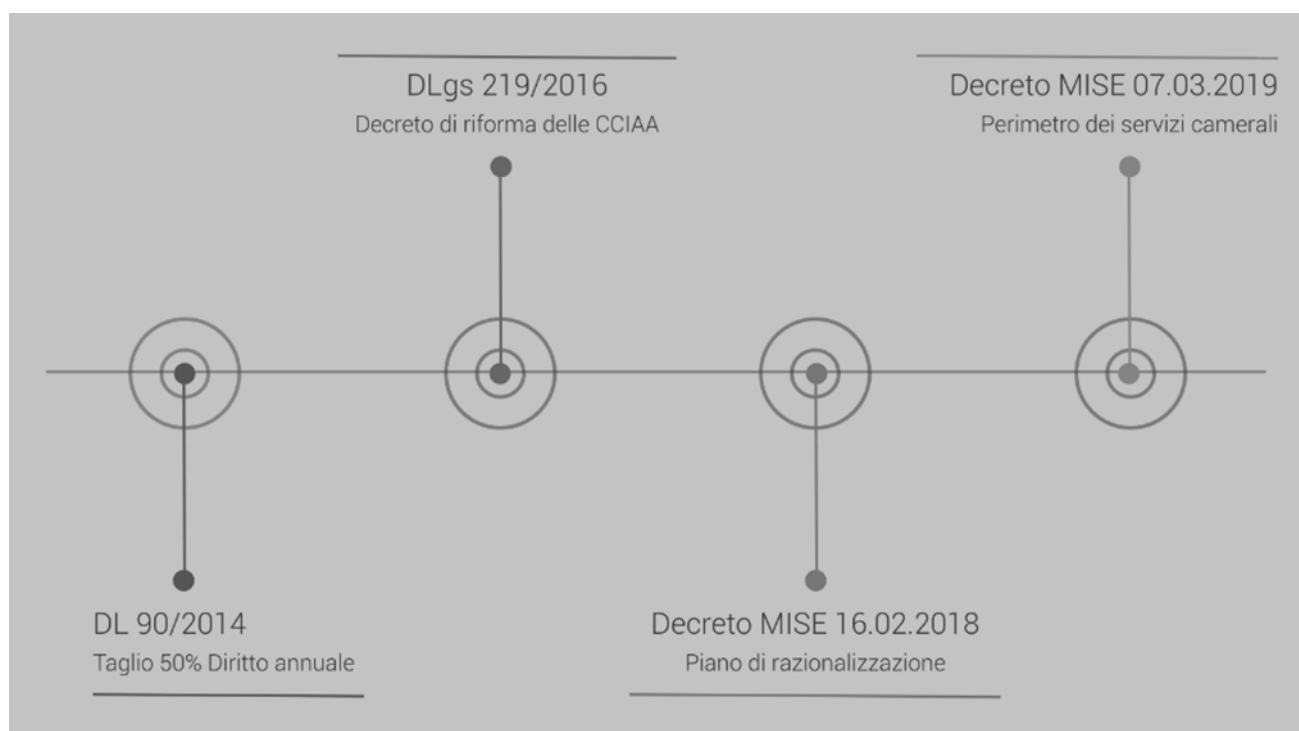 DLgs 219/2016
Decreto di riforma delle CCIAA
Decreto MISE 07.03.2019
Perimetro dei servizi camerali
DL 90/2014
Taglio 50% Diritto annuale
Decreto MISE 16.02.2018
Piano di razionalizzazione